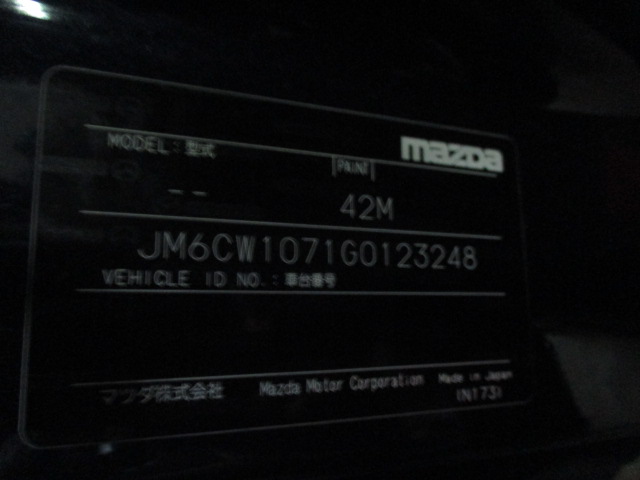 mazda
MODEL : 型式
PAINT
-- 42M
JM6CW1071G0123248
VEHICLE ID NO. : 車台番号
マツダ株式会社 Mazda Motor Corporation Made in Japan
(N173)